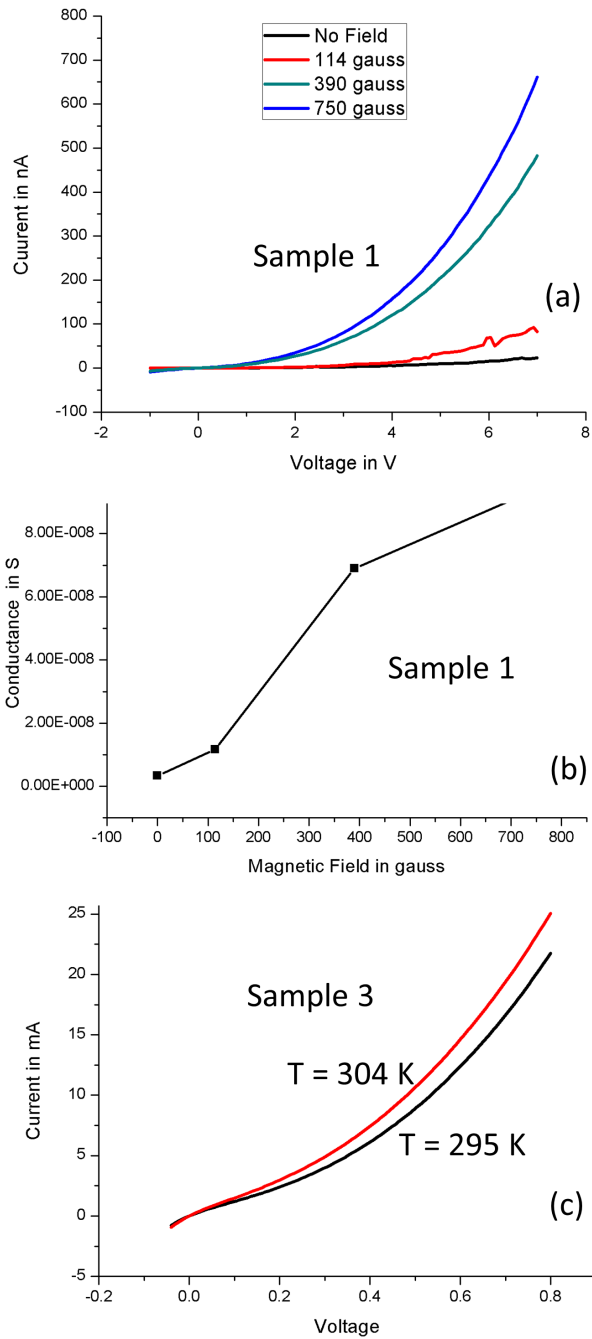 800
700
600
500
400
300
200
100
0
-100
-2
0
2
4
6
8
Cuurent in nA
Voltage in V
No Field
114 gauss
390 gauss
750 gauss
Sample 1
(a)
8.00E-008
6.00E-008
4.00E-008
2.00E-008
0.00E+000
-100
0
100
200
300
400
500
600
700
800
Conductance in S
Magnetic Field in gauss
Sample 1
(b)
25
20
15
10
5
0
-5
-0.2
0.0
0.2
0.4
0.6
0.8
Current in mA
Voltage
Sample 3
T = 304 K
T = 295 K
(c)